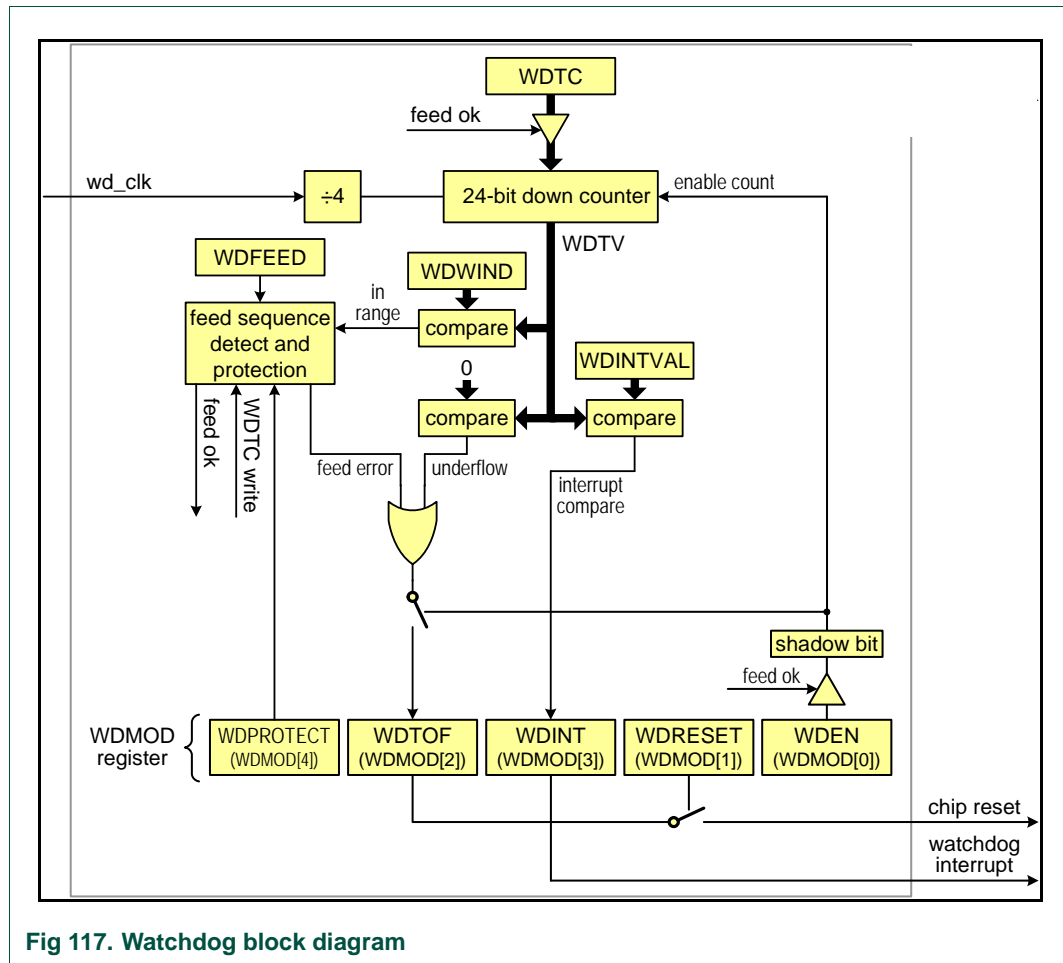 WDTC
feed ok
wd_clk
÷4
24-bit down counter
enable count
WDTV
WDFEED
WDWIND
in
range
feed sequence
detect and
protection
compare
WDINTVAL
0
compare
compare
feed ok
WDTC write
feed error
underflow
interrupt
compare
shadow bit
feed ok
WDMOD
register
WDPROTECT
(WDMOD[4])
WDTOF
(WDMOD[2])
WDINT
(WDMOD[3])
WDRESET
(WDMOD[1])
WDEN
(WDMOD[0])
chip reset
watchdog
interrupt
Fig 117. Watchdog block diagram